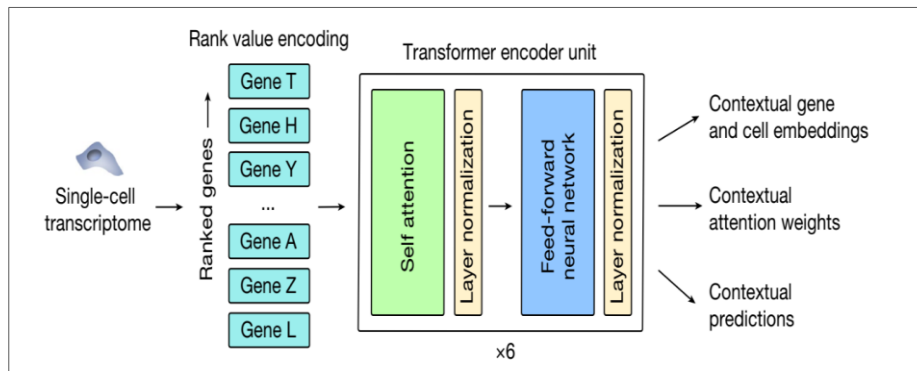 Rank value encoding
Transformer encoder unit
Single-cell
transcriptome
Ranked genes
Gene T
Gene H
Gene Y
...
Gene A
Gene Z
Gene L
Self attention
Layer normalization
Feed-forward
neural network
Layer normalization
×6
Contextual gene
and cell embeddings
Contextual
attention weights
Contextual
predictions